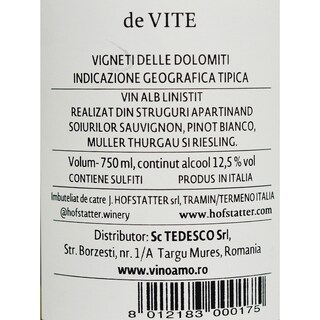 de VITE
VIGNETI DELLE DOLOMITI
INDICAZIONE GEOGRAFICA TIPICA
VIN ALB LINISTIT
REALIZAT DIN STRUGURI APARTINAND
SOIURILOR SAUVIGNON, PINOT BIANCO,
MULLER THURGAU SI RIESLING.
Volum- 750 ml, continut alcool 12,5 % vol
CONTIENE SULFITI PRODUS IN ITALIA
Imbuteliat de catre J. HOFSTATTER srl, TRAMIN/TERMENO ITALIA
@hofstatter.winery www.hofstatter.com
Distributor: Sc TEDESCO Srl,
Str. Borzesti, nr. 1/A Targu Mures, Romania
www.vinoamo.ro
8 012183 000175